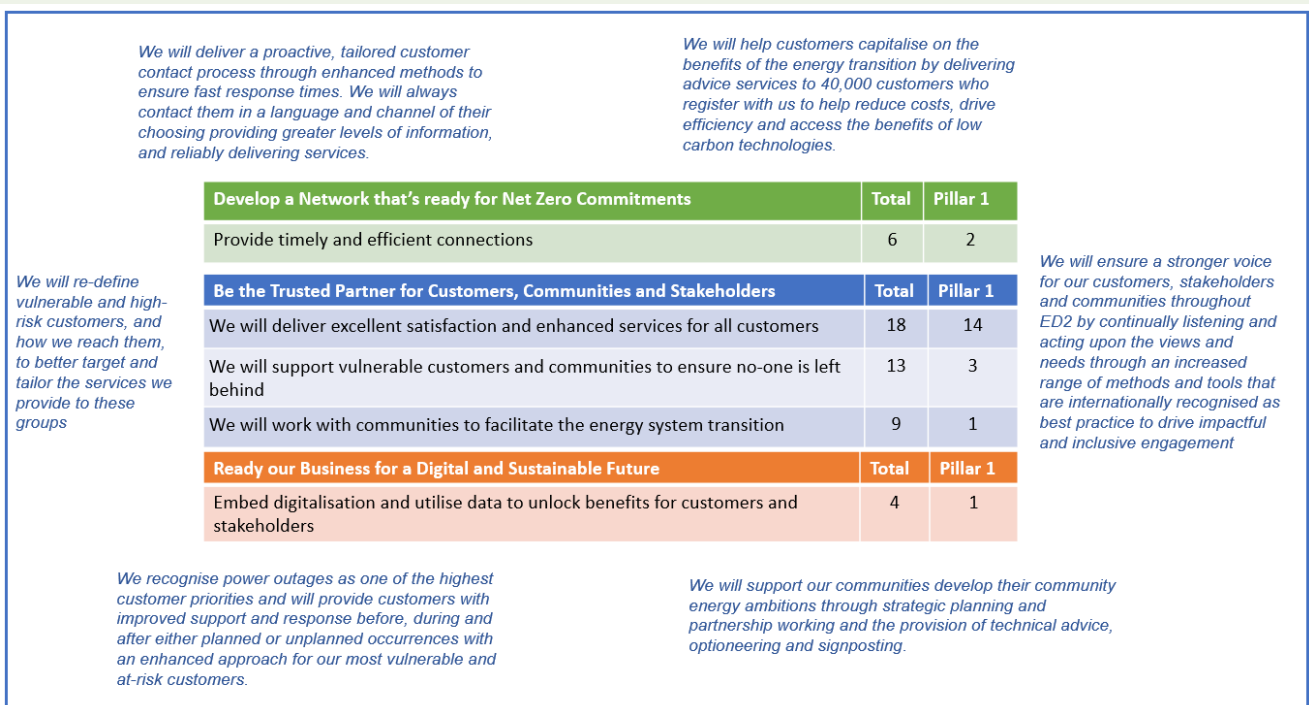 We will deliver a proactive, tailored customer
contact process through enhanced methods to
ensure fast response times. We will always
contact them in a language and channel of their
choosing providing greater levels of information,
and reliably delivering services.
We will help customers capitalise on the
benefits of the energy transition by delivering
advice services to 40,000 customers who
register with us to help reduce costs, drive
efficiency and access the benefits of low
carbon technologies.
Develop a Network that's ready for Net Zero Commitments Total Pillar 1
Provide timely and efficient connections 6 2
We will re-define
vulnerable and high-
risk customers, and
how we reach them,
to better target and
tailor the services we
provide to these
groups
Be the Trusted Partner for Customers, Communities and Stakeholders Total Pillar 1
We will deliver excellent satisfaction and enhanced services for all customers 18 14
We will support vulnerable customers and communities to ensure no-one is left 13 3
behind
We will work with communities to facilitate the energy system transition 9 1
Ready our Business for a Digital and Sustainable Future Total Pillar 1
Embed digitalisation and utilise data to unlock benefits for customers and 4 1
stakeholders
We will ensure a stronger voice
for our customers, stakeholders
and communities throughout
ED2 by continually listening and
acting upon the views and
needs through an increased
range of methods and tools that
are internationally recognised as
best practice to drive impactful
and inclusive engagement
We recognise power outages as one of the highest
customer priorities and will provide customers with
improved support and response before, during and
after either planned or unplanned occurrences with
an enhanced approach for our most vulnerable and
at-risk customers.
We will support our communities develop their community
energy ambitions through strategic planning and
partnership working and the provision of technical advice,
optioneering and signposting.